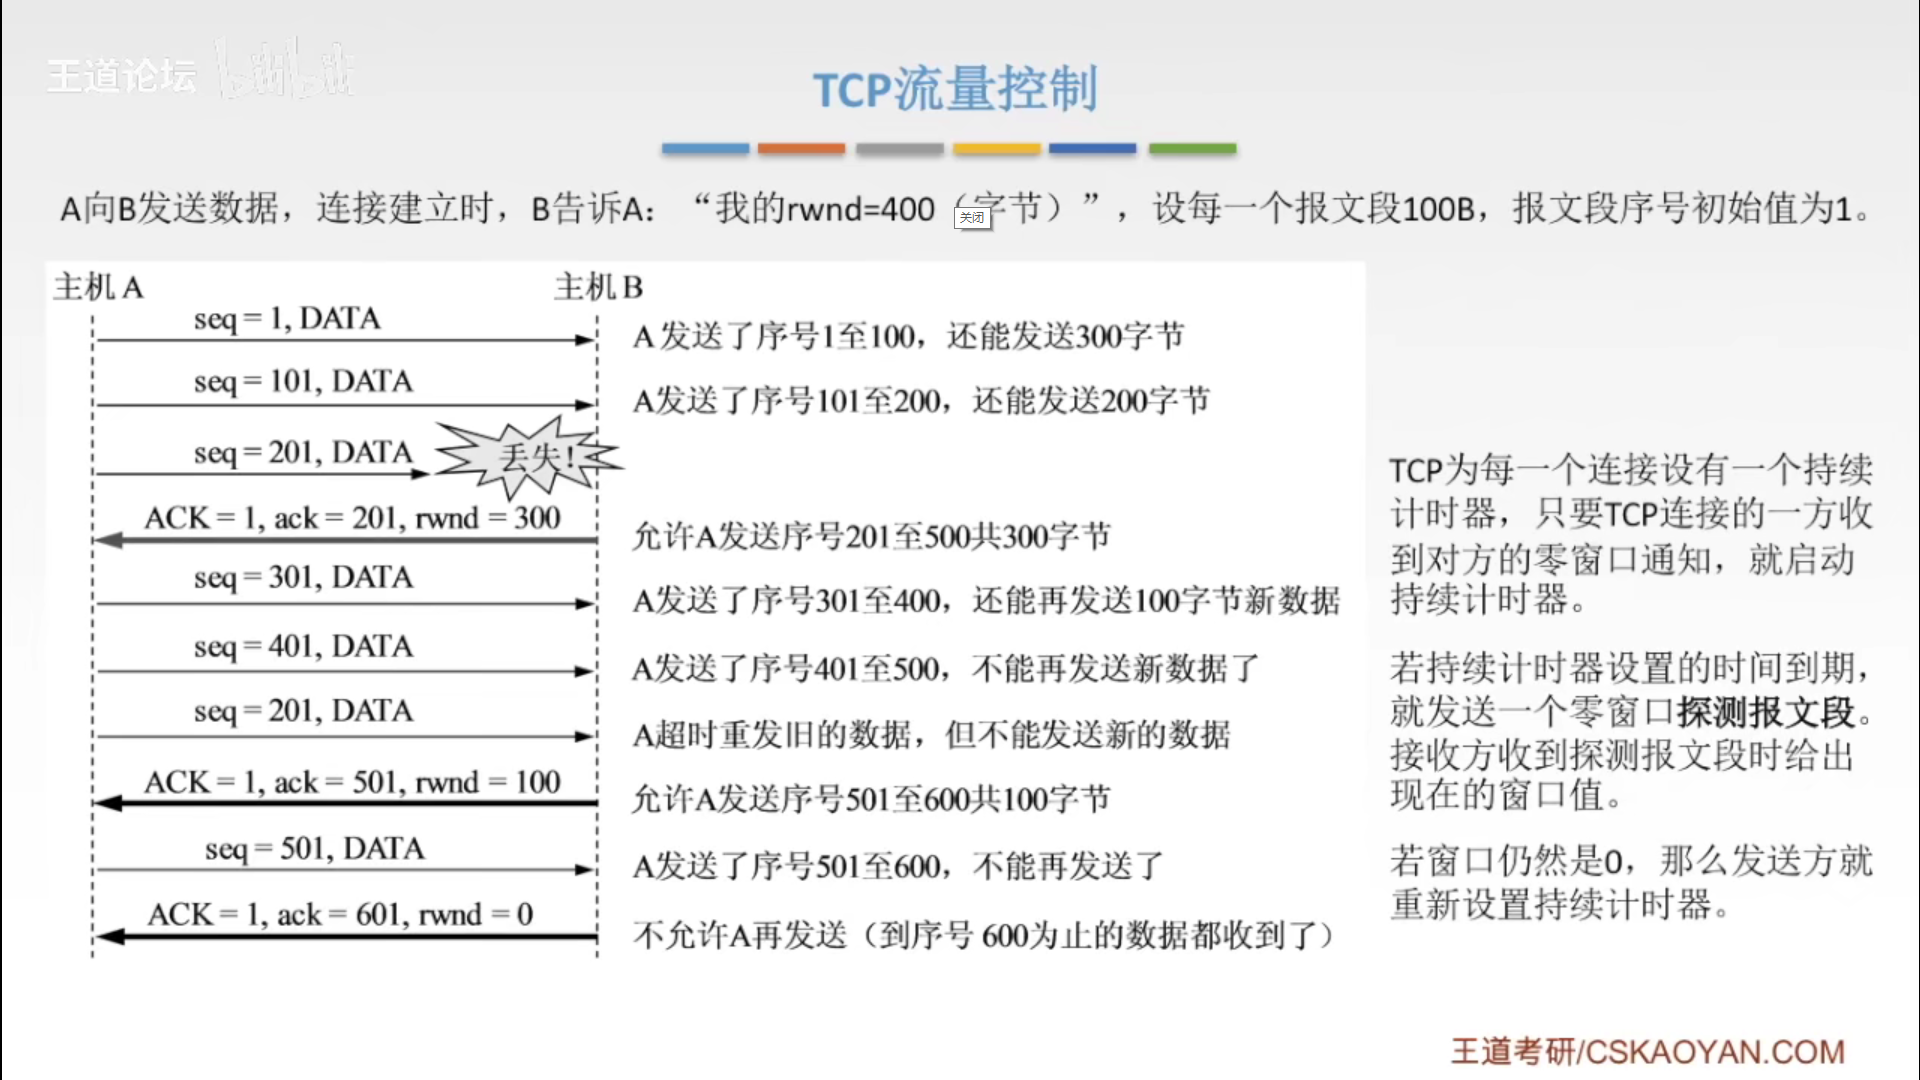 王道论坛 bilibili
TCP流量控制
A向B发送数据，连接建立时，B告诉A：“我的rwnd=400（字节）”，设每一个报文段100B，报文段序号初始值为1。
关闭
主机 A
主机 B
seq = 1, DATA
A 发送了序号1至100，还能发送300字节
seq = 101, DATA
A发送了序号101至200，还能发送200字节
seq = 201, DATA
丢失!
ACK = 1, ack = 201, rwnd = 300
允许A发送序号201至500共300字节
seq = 301, DATA
A发送了序号301至400，还能再发送100字节新数据
seq = 401, DATA
A发送了序号401至500，不能再发送新数据了
seq = 201, DATA
A超时重发旧的数据，但不能发送新的数据
ACK = 1, ack = 501, rwnd = 100
允许A发送序号501至600共100字节
seq = 501, DATA
A发送了序号501至600，不能再发送了
ACK = 1, ack = 601, rwnd = 0
不允许A再发送（到序号 600为止的数据都收到了）
TCP为每一个连接设有一个持续
计时器，只要TCP连接的一方收
到对方的零窗口通知，就启动
持续计时器。
若持续计时器设置的时间到期，
就发送一个零窗口探测报文段。
接收方收到探测报文段时给出
现在的窗口值。
若窗口仍然是0，那么发送方就
重新设置持续计时器。
王道考研/CSKAOYAN.COM